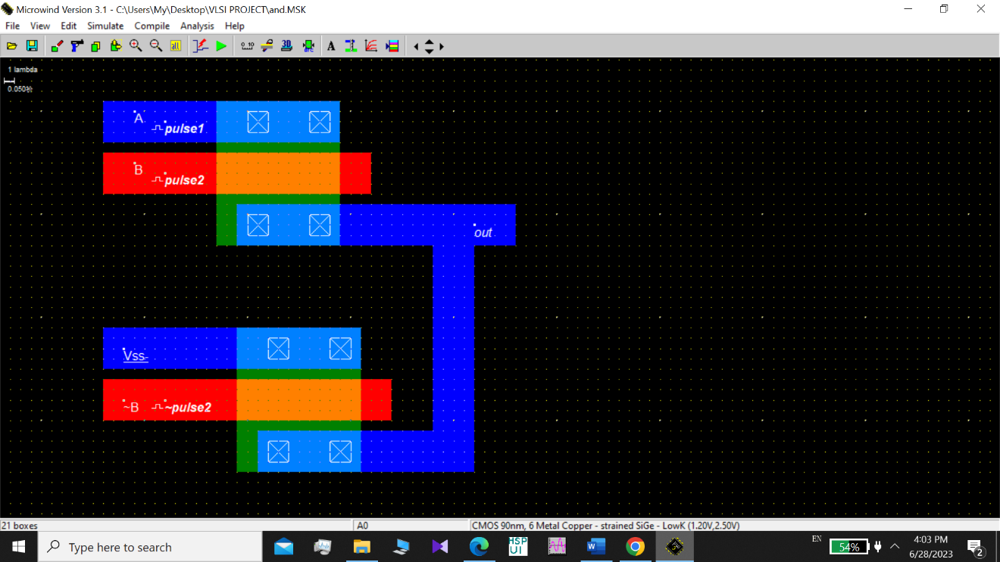 Microwind Version 3.1 - C:\Users\My\Desktop\VLSI PROJECT\and.MSK
File View Edit Simulate Compile Analysis Help
all 0.10 3D DRC A
1 lambda
A
pulse1
B
pulse2
out
Vss-
~B ~pulse2
21 boxes A0 CMOS 90nm, 6 Metal Copper - strained SiGe - LowK (1.20V,2.50V)
Type here to search
HSP UI
W
EN
54%
4:03 PM
6/28/2023
2